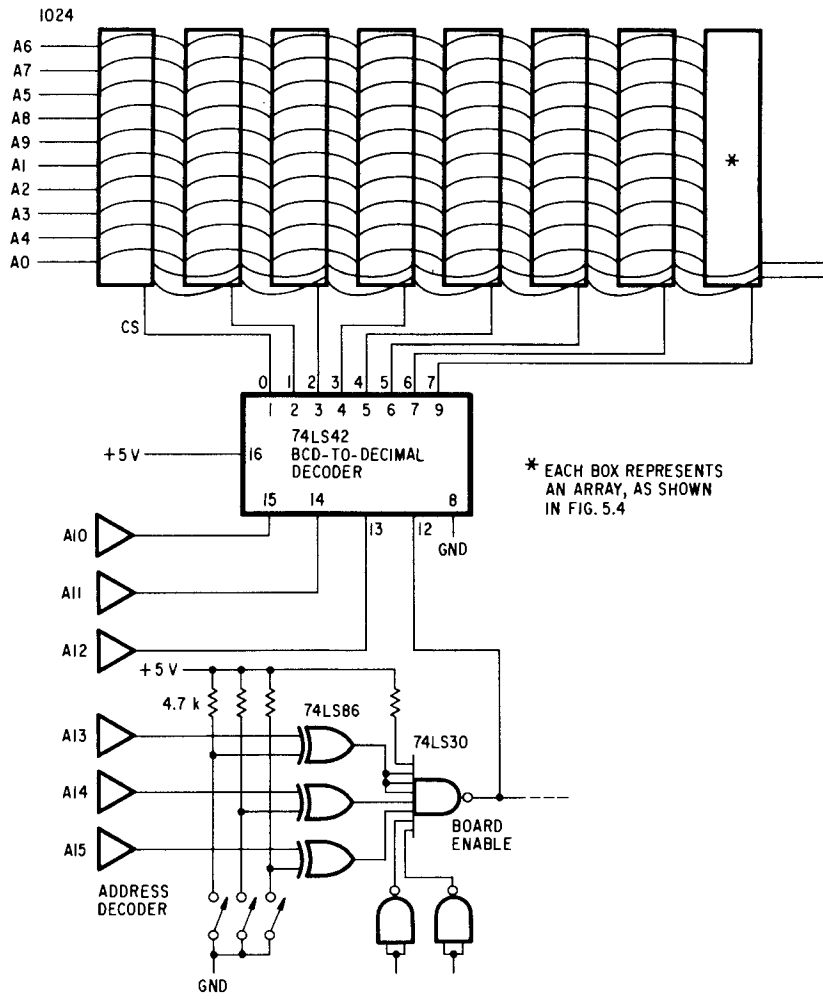 1024
A6
A7
A5
A8
A9
A1
A2
A3
A4
A0
*
CS
0 1 2 3 4 5 6 7
1 2 3 4 5 6 7 9
74LS42
BCD-TO-DECIMAL
DECODER
+5V
16
15 14 13 12 8
GND
* EACH BOX REPRESENTS
AN ARRAY, AS SHOWN
IN FIG. 5.4
A10
A11
A12
+5 V
4.7 k
74LS86
74LS30
A13
A14
A15
BOARD
ENABLE
ADDRESS
DECODER
GND